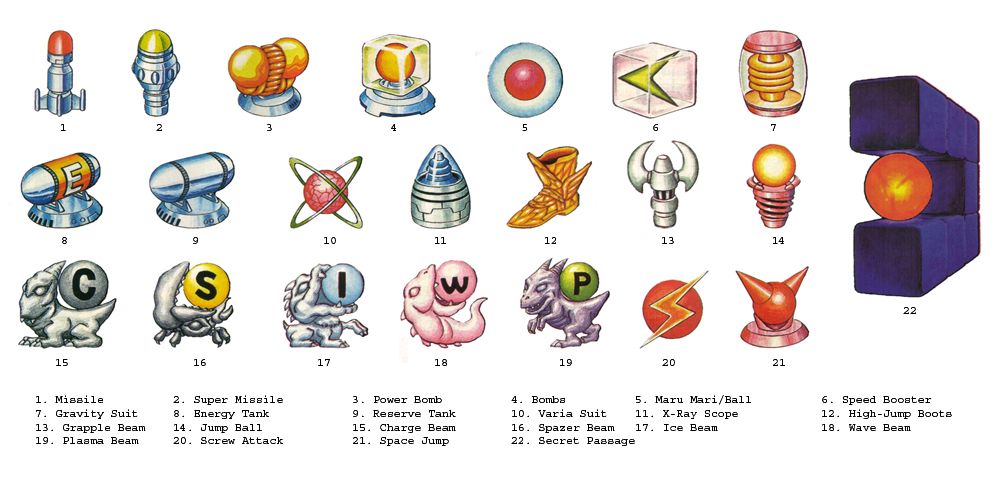 1 2 3 4 5 6 7
E
8 9 10 11 12 13 14
22
C S I W P
15 16 17 18 19 20 21
1. Missile 2. Super Missile 3. Power Bomb 4. Bombs 5. Maru Mari/Ball 6. Speed Booster
7. Gravity Suit 8. Energy Tank 9. Reserve Tank 10. Varia Suit 11. X-Ray Scope 12. High-Jump Boots
13. Grapple Beam 14. Jump Ball 15. Charge Beam 16. Spazer Beam 17. Ice Beam 18. Wave Beam
19. Plasma Beam 20. Screw Attack 21. Space Jump 22. Secret Passage